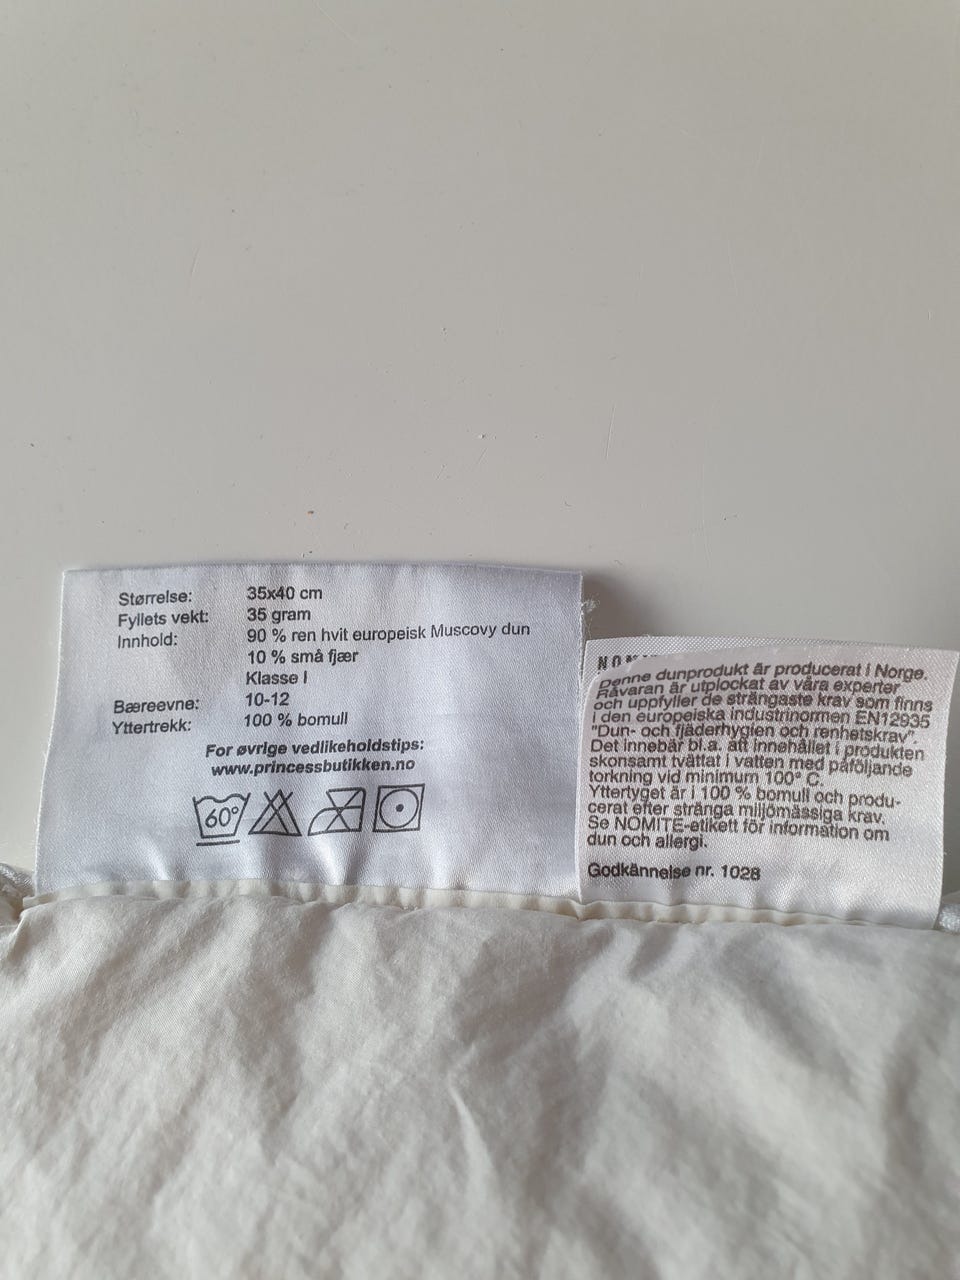 Størrelse: 35x40 cm
Fyllets vekt: 35 gram
Innhold: 90 % ren hvit europeisk Muscovy dun
10 % små fjær
Klasse I
Bæreevne: 10-12
Yttertrekk: 100 % bomull
For øvrige vedlikeholdstips:
www.princessbutikken.no
60°
Denne dunprodukt är producerat i Norge.
Råvaran är utplockat av våra experter
och uppfyller de strängaste krav som finns
i den europeiska industrinormen EN12935
"Dun- och fjäderhygien och renhetskrav".
Det innebär bl.a. att innehållet i produkten
skonsamt tvättat i vatten med påföljande
torkning vid minimum 100° C.
Yttertyget är i 100 % bomull och produ-
cerat efter stränga miljömässiga krav.
Se NOMITE-etikett för information om
dun och allergi.
Godkännelse nr. 1028